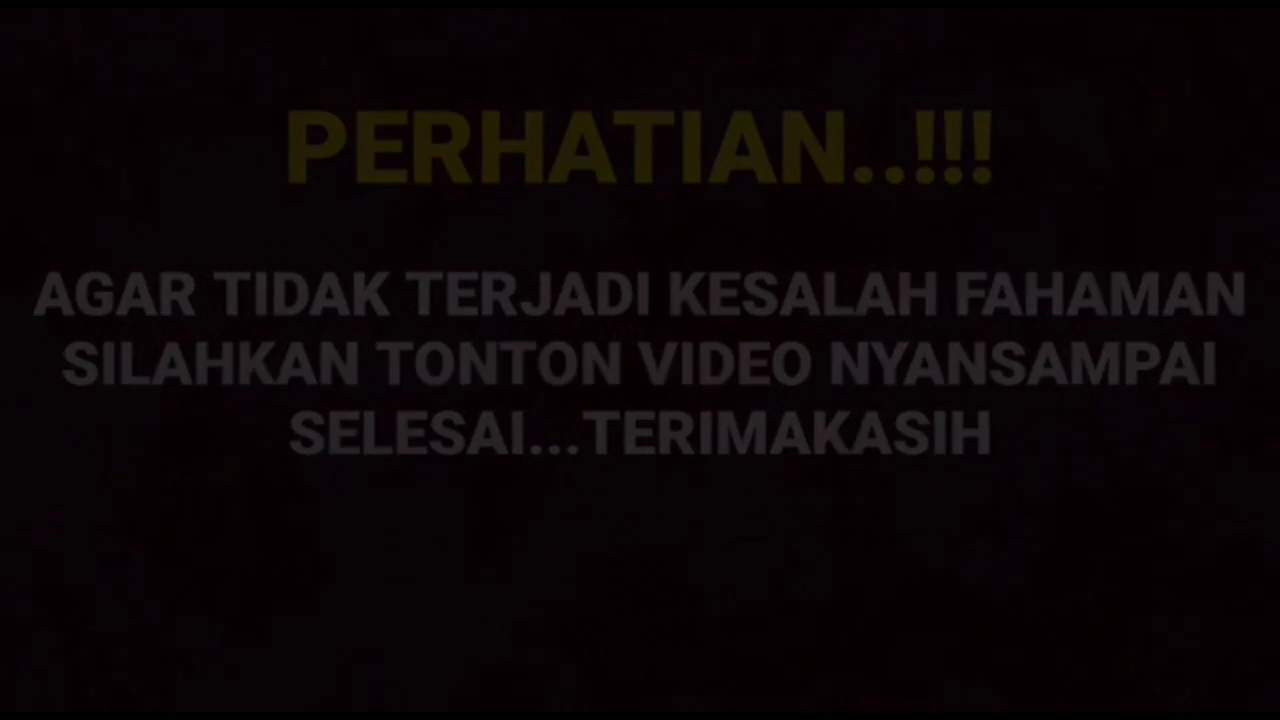 PERHATIAN..!!!
AGAR TIDAK TERJADI KESALAH FAHAMAN
SILAHKAN TONTON VIDEO NYANSAMPAI
SELESAI...TERIMAKASIH